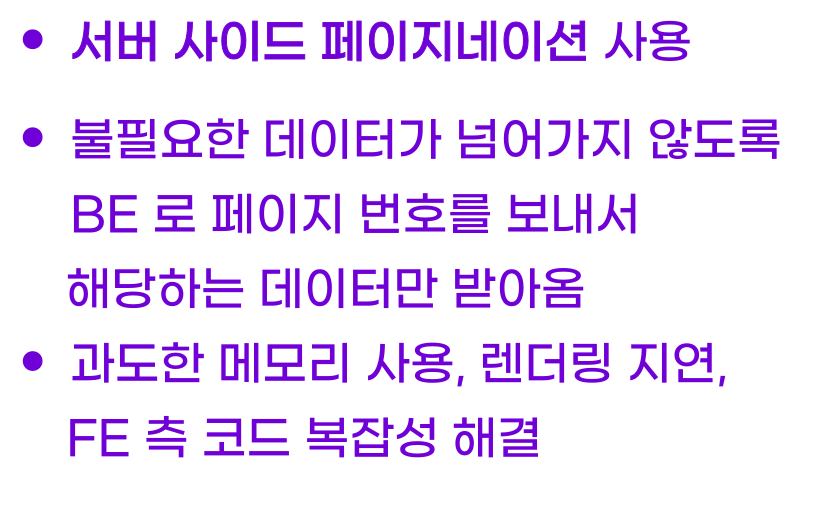 • 서버 사이드 페이지네이션 사용
• 불필요한 데이터가 넘어가지 않도록
BE 로 페이지 번호를 보내서
해당하는 데이터만 받아옴
• 과도한 메모리 사용, 렌더링 지연,
FE 측 코드 복잡성 해결